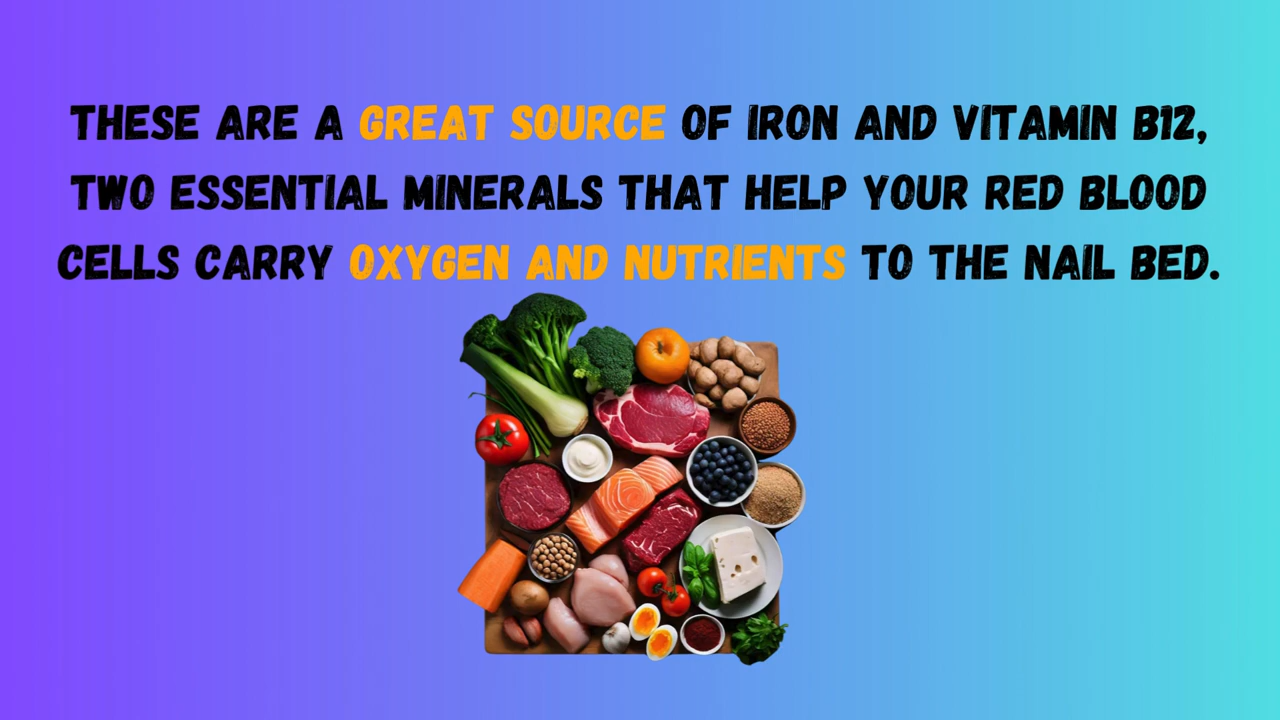 THESE ARE A GREAT SOURCE OF IRON AND VITAMIN B12,
TWO ESSENTIAL MINERALS THAT HELP YOUR RED BLOOD
CELLS CARRY OXYGEN AND NUTRIENTS TO THE NAIL BED.